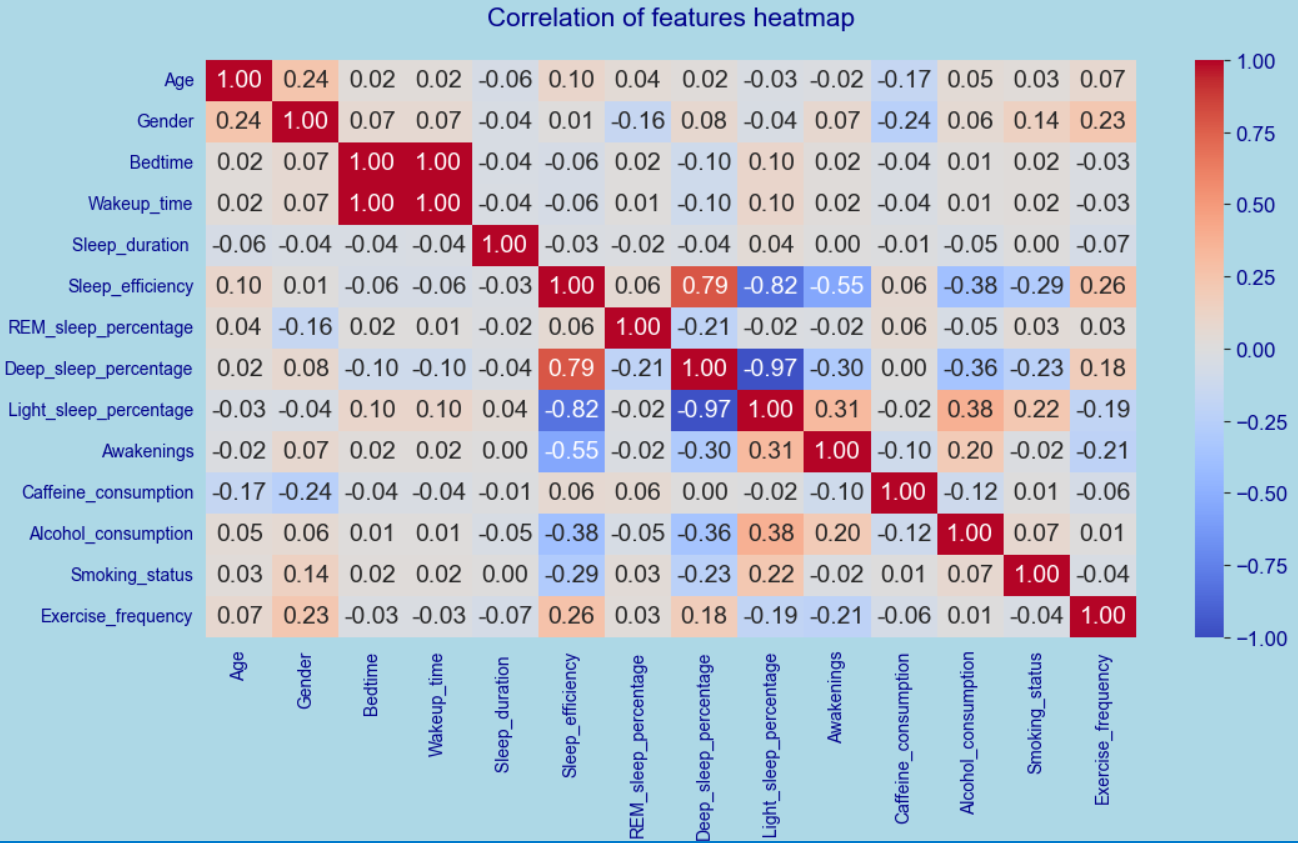 Correlation of features heatmap
Age 1.00 0.24 0.02 0.02 -0.06 0.10 0.04 0.02 -0.03 -0.02 -0.17 0.05 0.03 0.07
Gender 0.24 1.00 0.07 0.07 -0.04 0.01 -0.16 0.08 -0.04 0.07 -0.24 0.06 0.14 0.23
Bedtime 0.02 0.07 1.00 1.00 -0.04 -0.06 0.02 -0.10 0.10 0.02 -0.04 0.01 0.02 -0.03
Wakeup_time 0.02 0.07 1.00 1.00 -0.04 -0.06 0.01 -0.10 0.10 0.02 -0.04 0.01 0.02 -0.03
Sleep_duration -0.06 -0.04 -0.04 -0.04 1.00 -0.03 -0.02 -0.04 0.04 0.00 -0.01 -0.05 0.00 -0.07
Sleep_efficiency 0.10 0.01 -0.06 -0.06 -0.03 1.00 0.06 0.79 -0.82 -0.55 0.06 -0.38 -0.29 0.26
REM_sleep_percentage 0.04 -0.16 0.02 0.01 -0.02 0.06 1.00 -0.21 -0.02 -0.02 0.06 -0.05 0.03 0.03
Deep_sleep_percentage 0.02 0.08 -0.10 -0.10 -0.04 0.79 -0.21 1.00 -0.97 -0.30 0.00 -0.36 -0.23 0.18
Light_sleep_percentage -0.03 -0.04 0.10 0.10 0.04 -0.82 -0.02 -0.97 1.00 0.31 -0.02 0.38 0.22 -0.19
Awakenings -0.02 0.07 0.02 0.02 0.00 -0.55 -0.02 -0.30 0.31 1.00 -0.10 0.20 -0.02 -0.21
Caffeine_consumption -0.17 -0.24 -0.04 -0.04 -0.01 0.06 0.06 0.00 -0.02 -0.10 1.00 -0.12 0.01 -0.06
Alcohol_consumption 0.05 0.06 0.01 0.01 -0.05 -0.38 -0.05 -0.36 0.38 0.20 -0.12 1.00 0.07 0.01
Smoking_status 0.03 0.14 0.02 0.02 0.00 -0.29 0.03 -0.23 0.22 -0.02 0.01 0.07 1.00 -0.04
Exercise_frequency 0.07 0.23 -0.03 -0.03 -0.07 0.26 0.03 0.18 -0.19 -0.21 -0.06 0.01 -0.04 1.00
Age
Gender
Bedtime
Wakeup_time
Sleep_duration
Sleep_efficiency
REM_sleep_percentage
Deep_sleep_percentage
Light_sleep_percentage
Awakenings
Caffeine_consumption
Alcohol_consumption
Smoking_status
Exercise_frequency
1.00
0.75
0.50
0.25
0.00
−0.25
−0.50
−0.75
−1.00